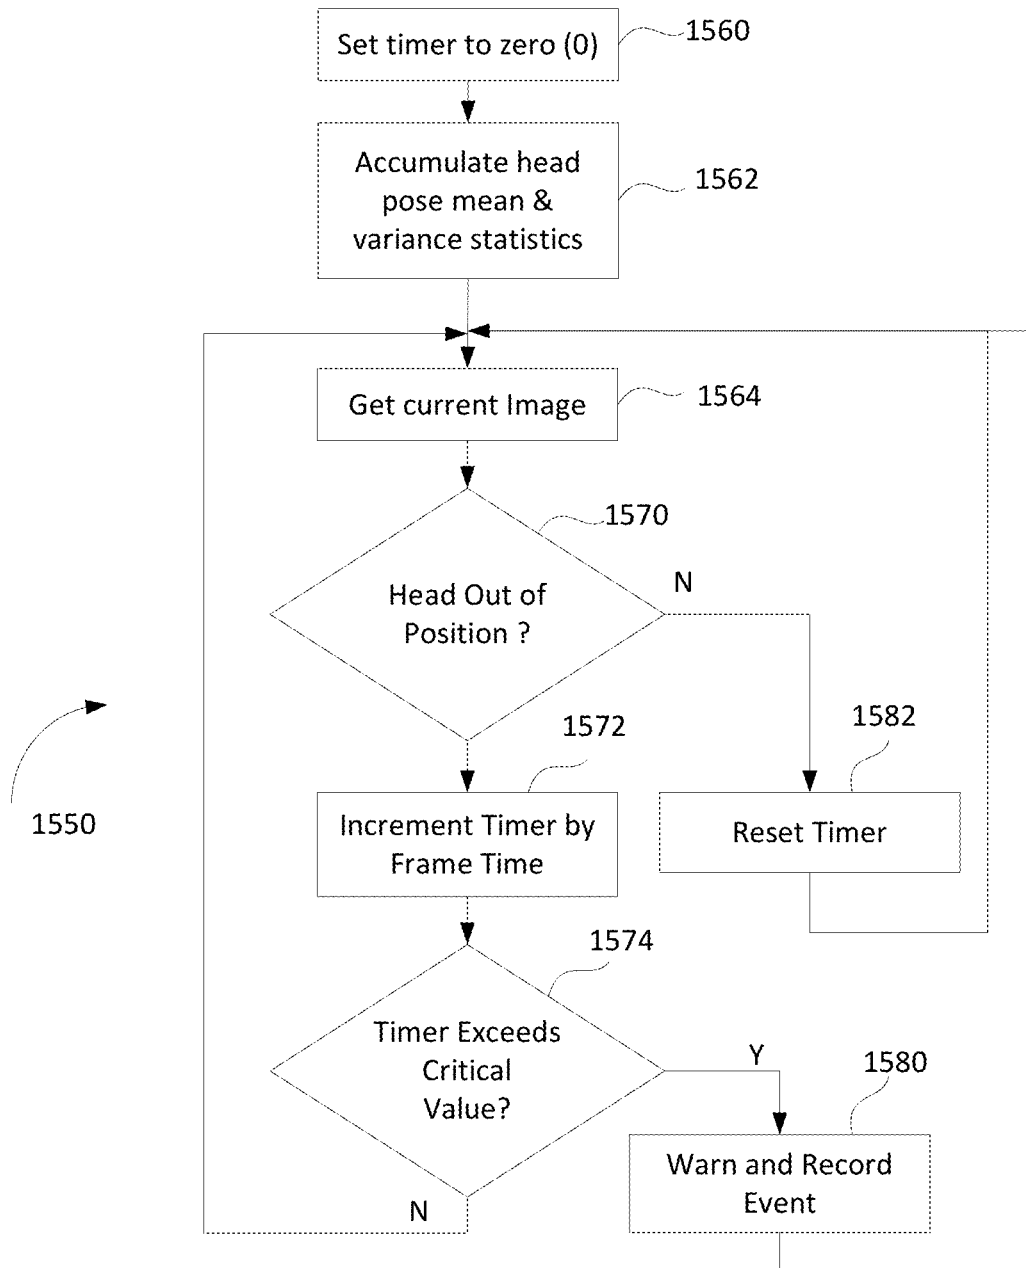 Set timer to zero (0)
1560
Accumulate head
pose mean &
variance statistics
1562
Get current Image
1564
1570
Head Out of
Position ?
N
1572
1582
1550
Increment Timer by
Frame Time
Reset Timer
1574
Timer Exceeds
Critical
Value?
Y
1580
Warn and Record
Event
N